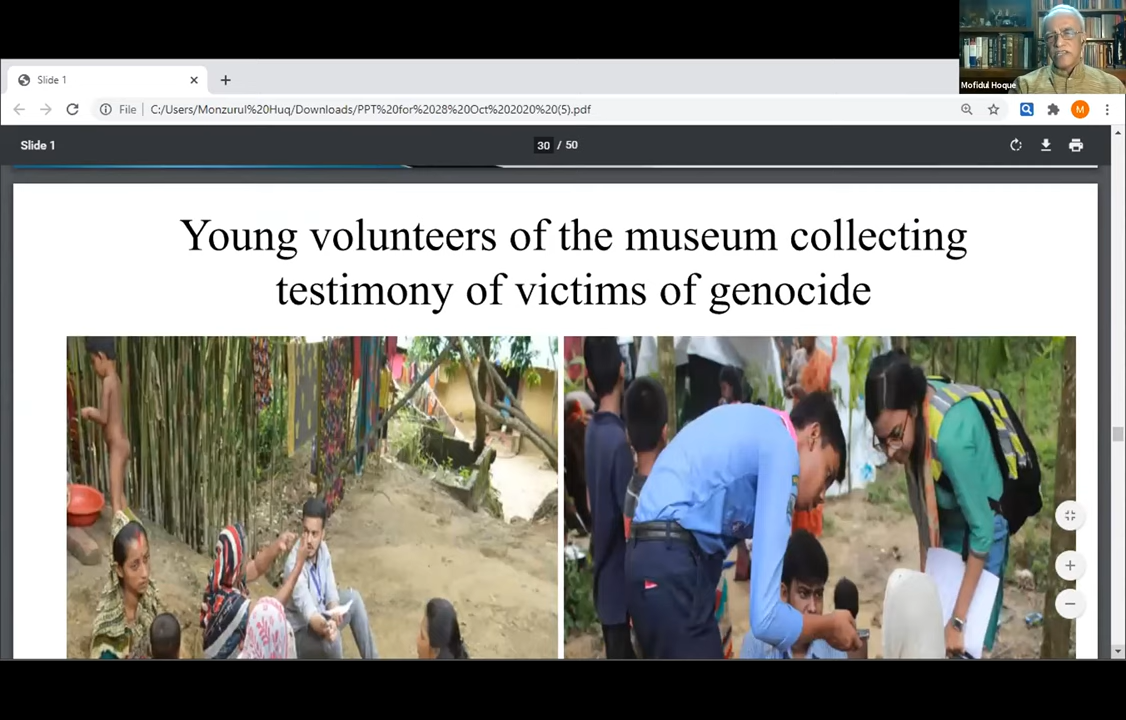 Slide 1
File
C:/Users/Monzurul%20Huq/Downloads/PPT%20for%2028%20Oct%202020%20(5).pdf
M
Mofidul Hoque
Slide 1
30 / 50
Young volunteers of the museum collecting
testimony of victims of genocide